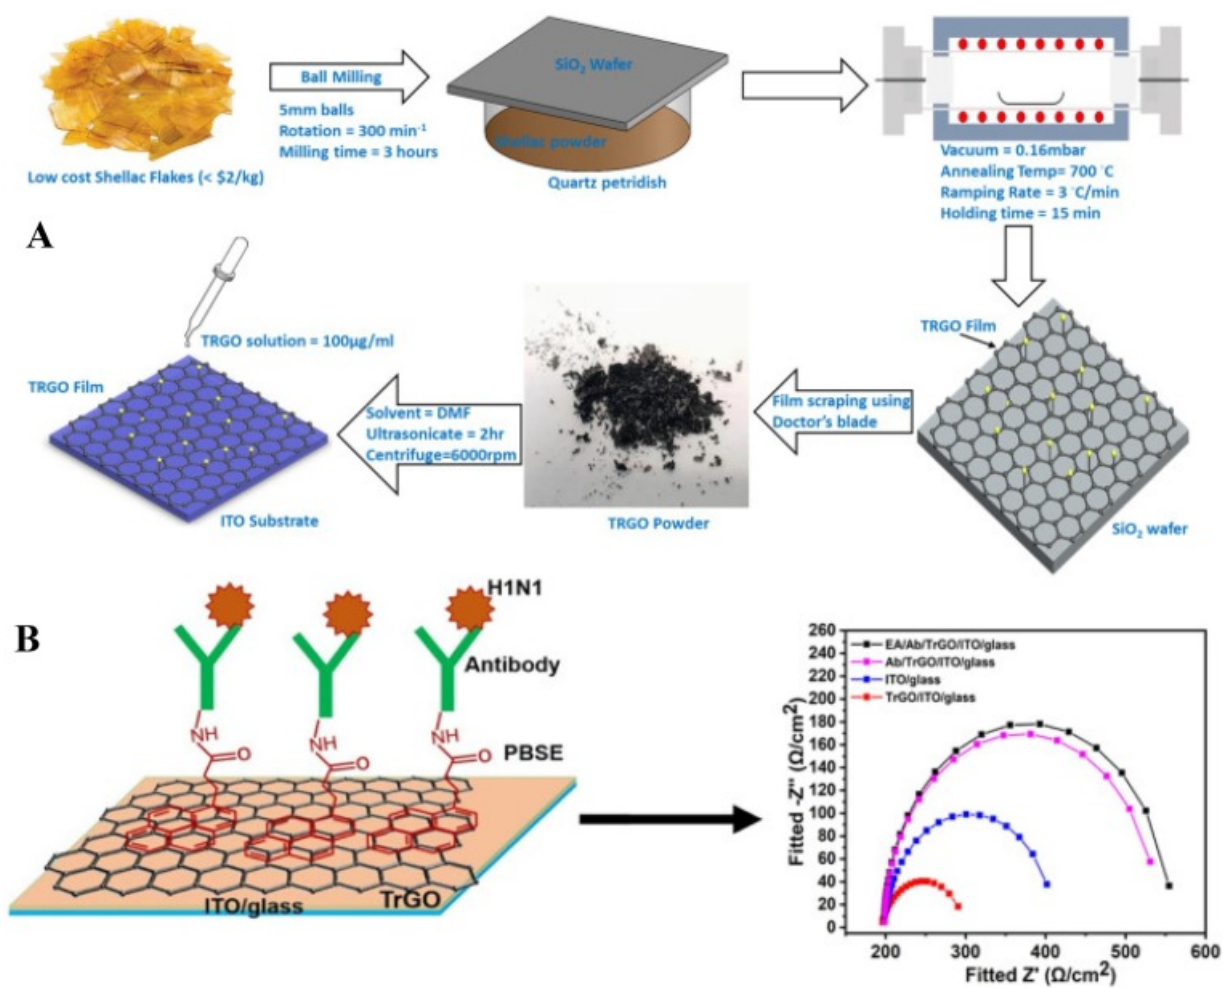 Low cost Shellac Flakes (< $2/kg)
Ball Milling
5mm balls
Rotation = 300 min⁻¹
Milling time = 3 hours
SiO₂ Wafer
Shellac powder
Quartz petridish
Vacuum = 0.16mbar
Annealing Temp= 700 °C
Ramping Rate = 3 °C/min
Holding time = 15 min
A
TRGO Film
SiO₂ wafer
Film scraping using
Doctor's blade
TRGO Powder
Solvent = DMF
Ultrasonicate = 2hr
Centrifuge=6000rpm
TRGO solution = 100µg/ml
TRGO Film
ITO Substrate
B
H1N1
Antibody
NH
NH
NH
O
O
O
PBSE
TrGO
ITO/glass
Fitted -Z'' (Ω/cm²)
260
240
220
200
180
160
140
120
100
80
60
40
20
0
EA/Ab/TrGO/ITO/glass
Ab/TrGO/ITO/glass
ITO/glass
TrGO/ITO/glass
200 300 400 500 600
Fitted Z' (Ω/cm²)